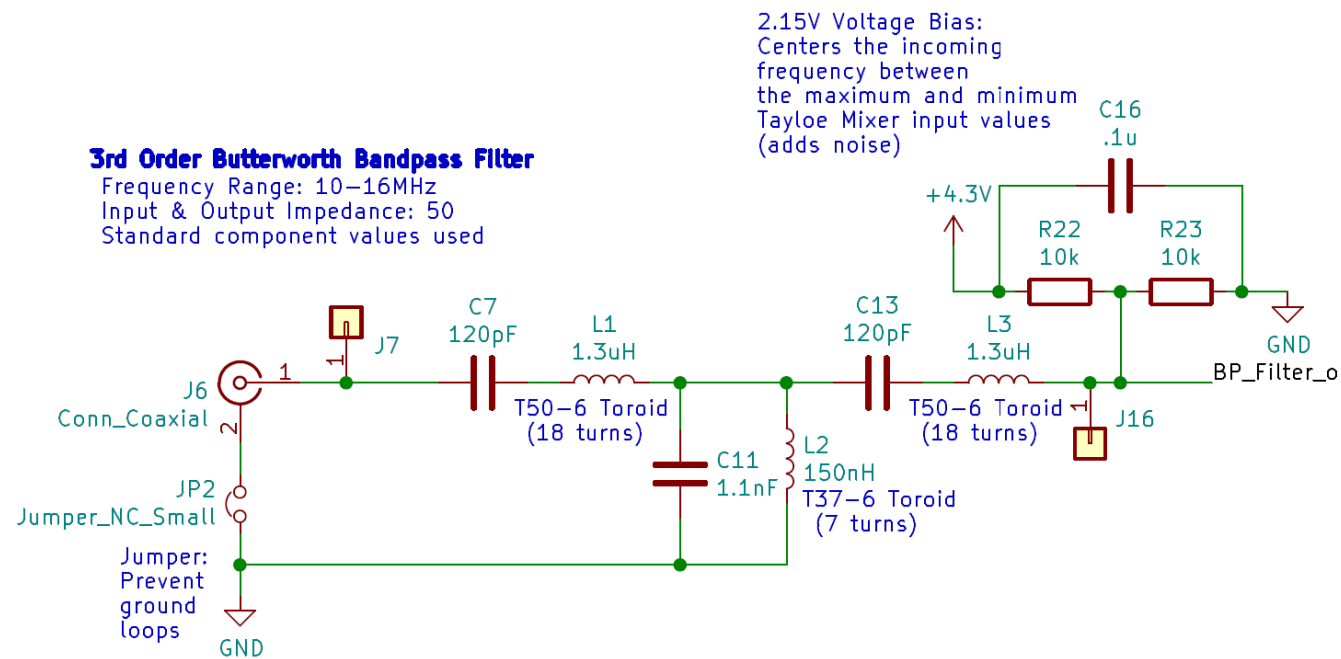 2.15V Voltage Bias:
Centers the incoming
frequency between
the maximum and minimum
Tayloe Mixer input values
(adds noise)
C16
.1u
3rd Order Butterworth Bandpass Filter
Frequency Range: 10-16MHz
Input & Output Impedance: 50
Standard component values used
+4.3V
R22
10k
R23
10k
GND
BP_Filter_o
C7
120pF
L1
1.3uH
C13
120pF
L3
1.3uH
J7
1
J6
Conn_Coaxial
1
2
T50-6 Toroid
(18 turns)
T50-6 Toroid
(18 turns)
1
J16
C11
1.1nF
L2
150nH
T37-6 Toroid
(7 turns)
JP2
Jumper_NC_Small
Jumper:
Prevent
ground
loops
GND